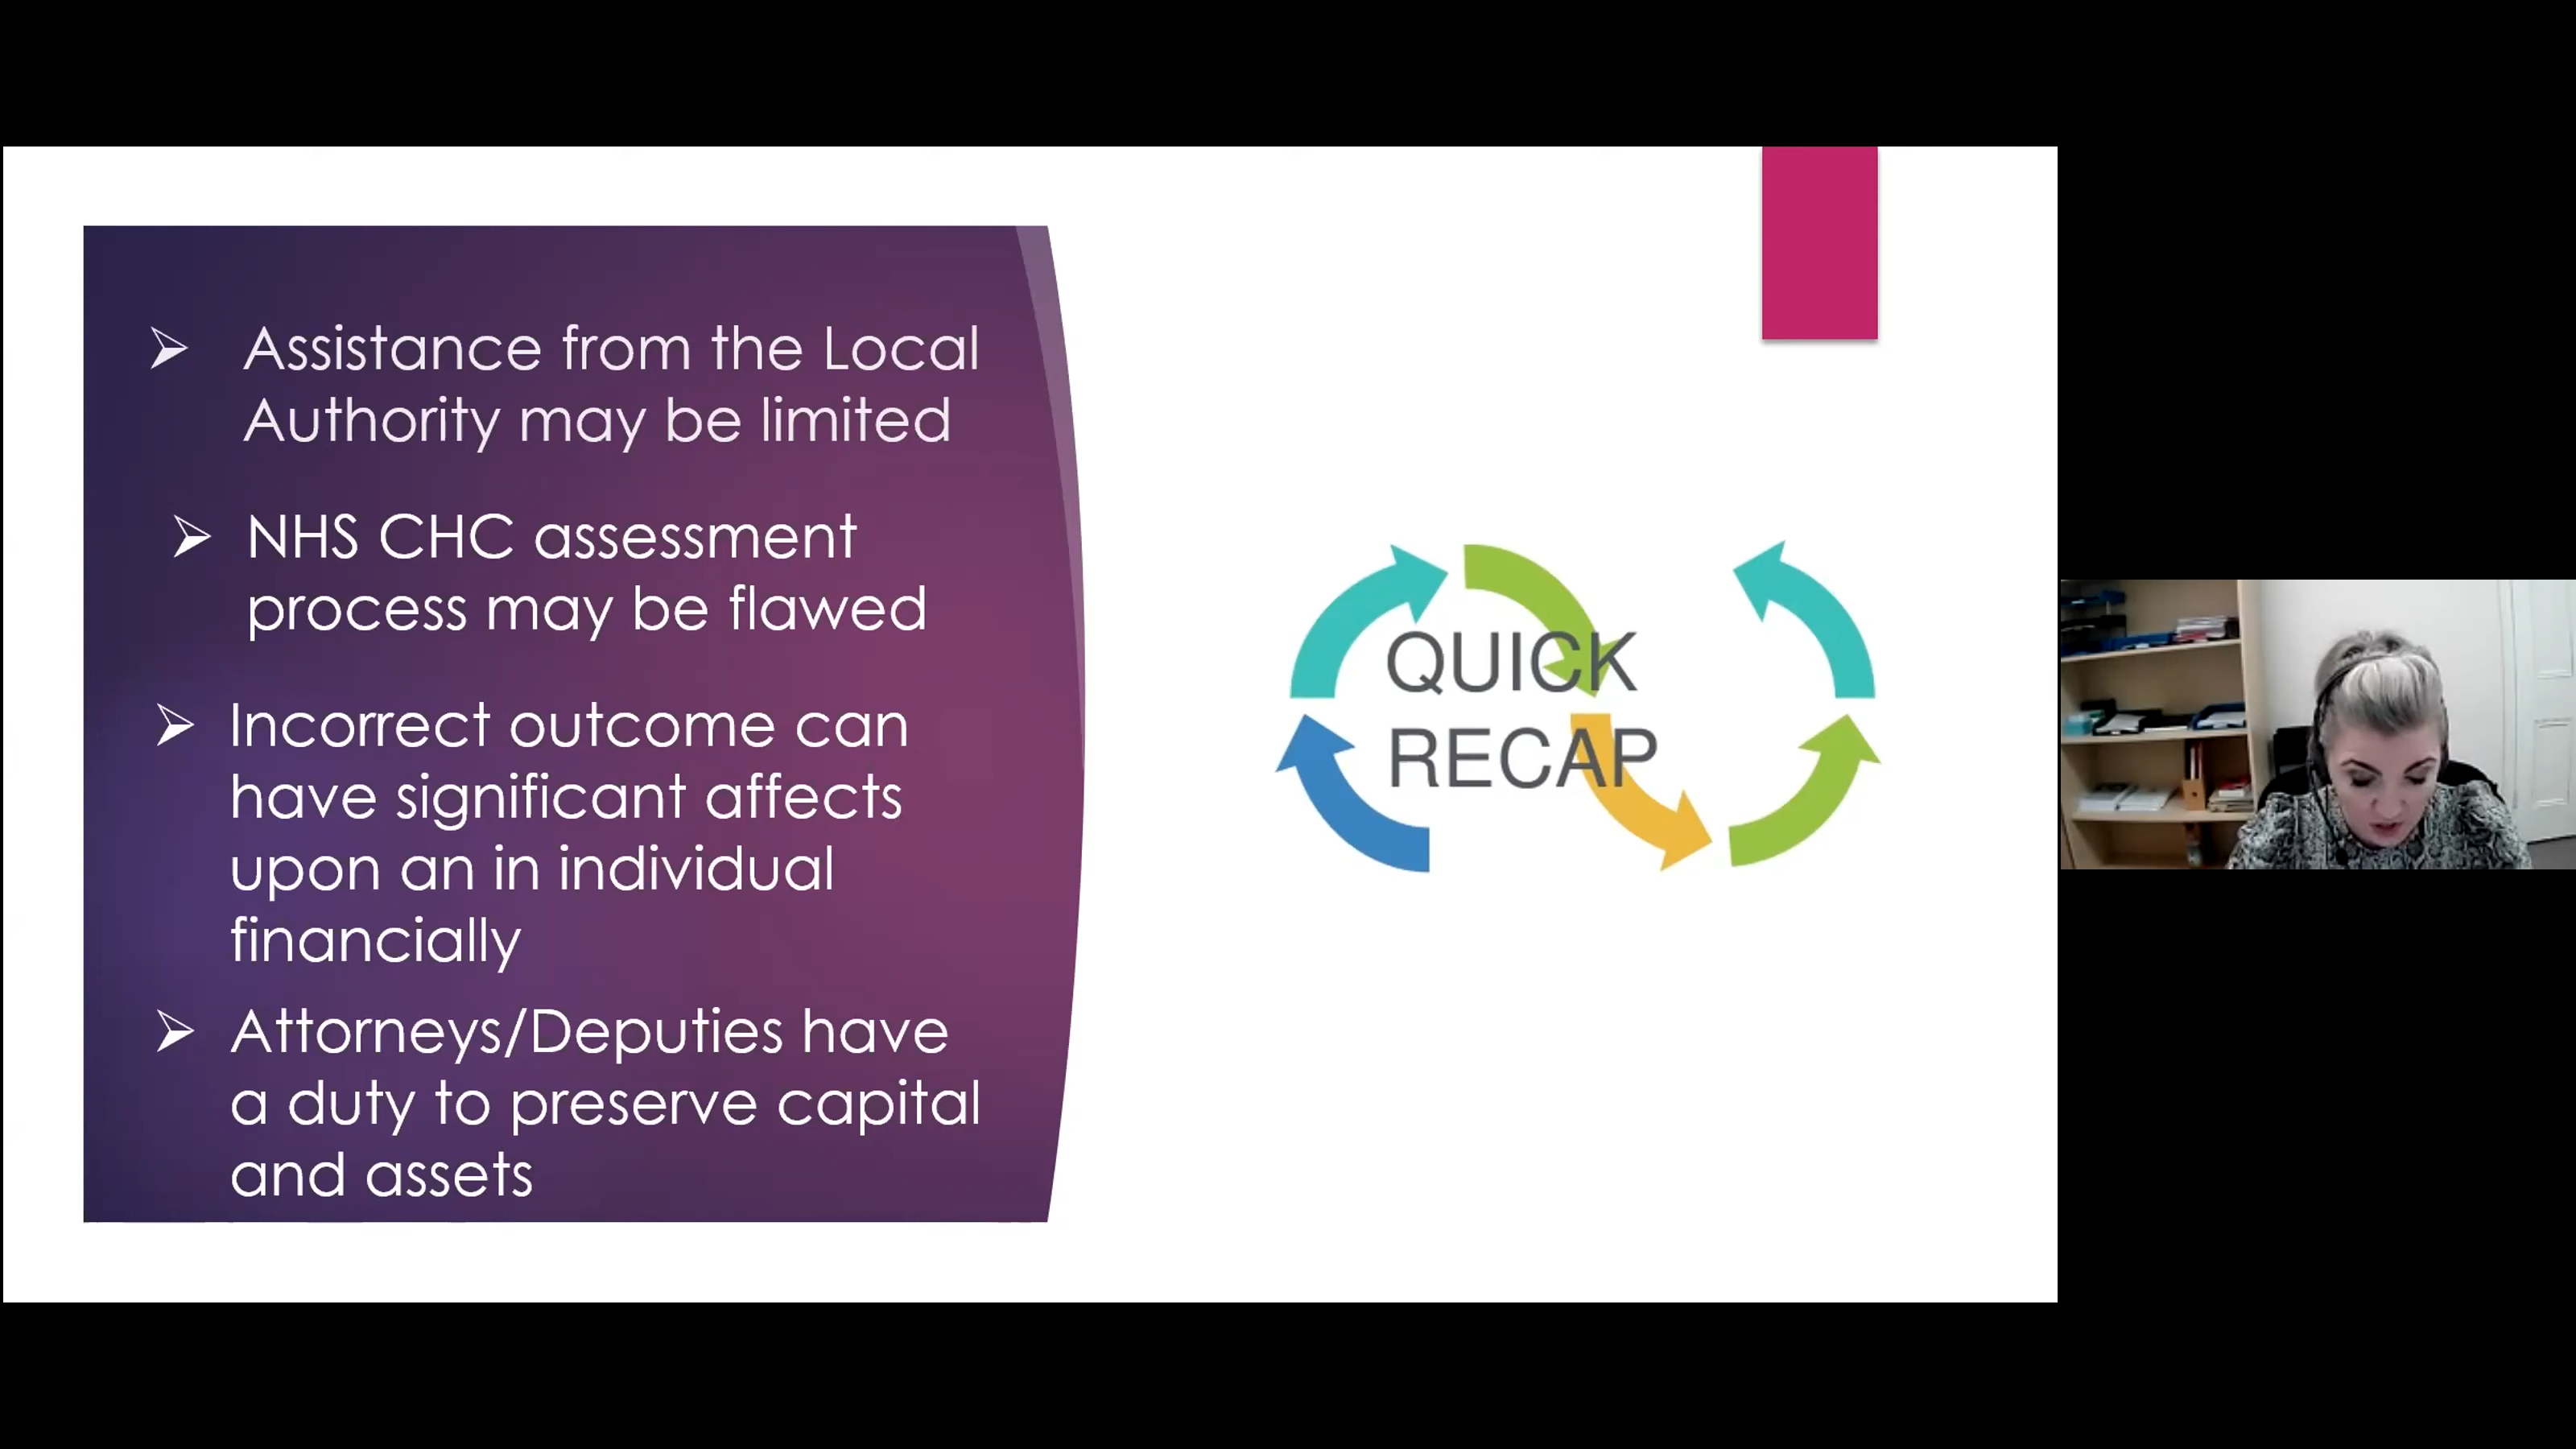 Assistance from the Local
Authority may be limited
NHS CHC assessment
process may be flawed
Incorrect outcome can
have significant affects
upon an in individual
financially
Attorneys/Deputies have
a duty to preserve capital
and assets
QUICK
RECAP